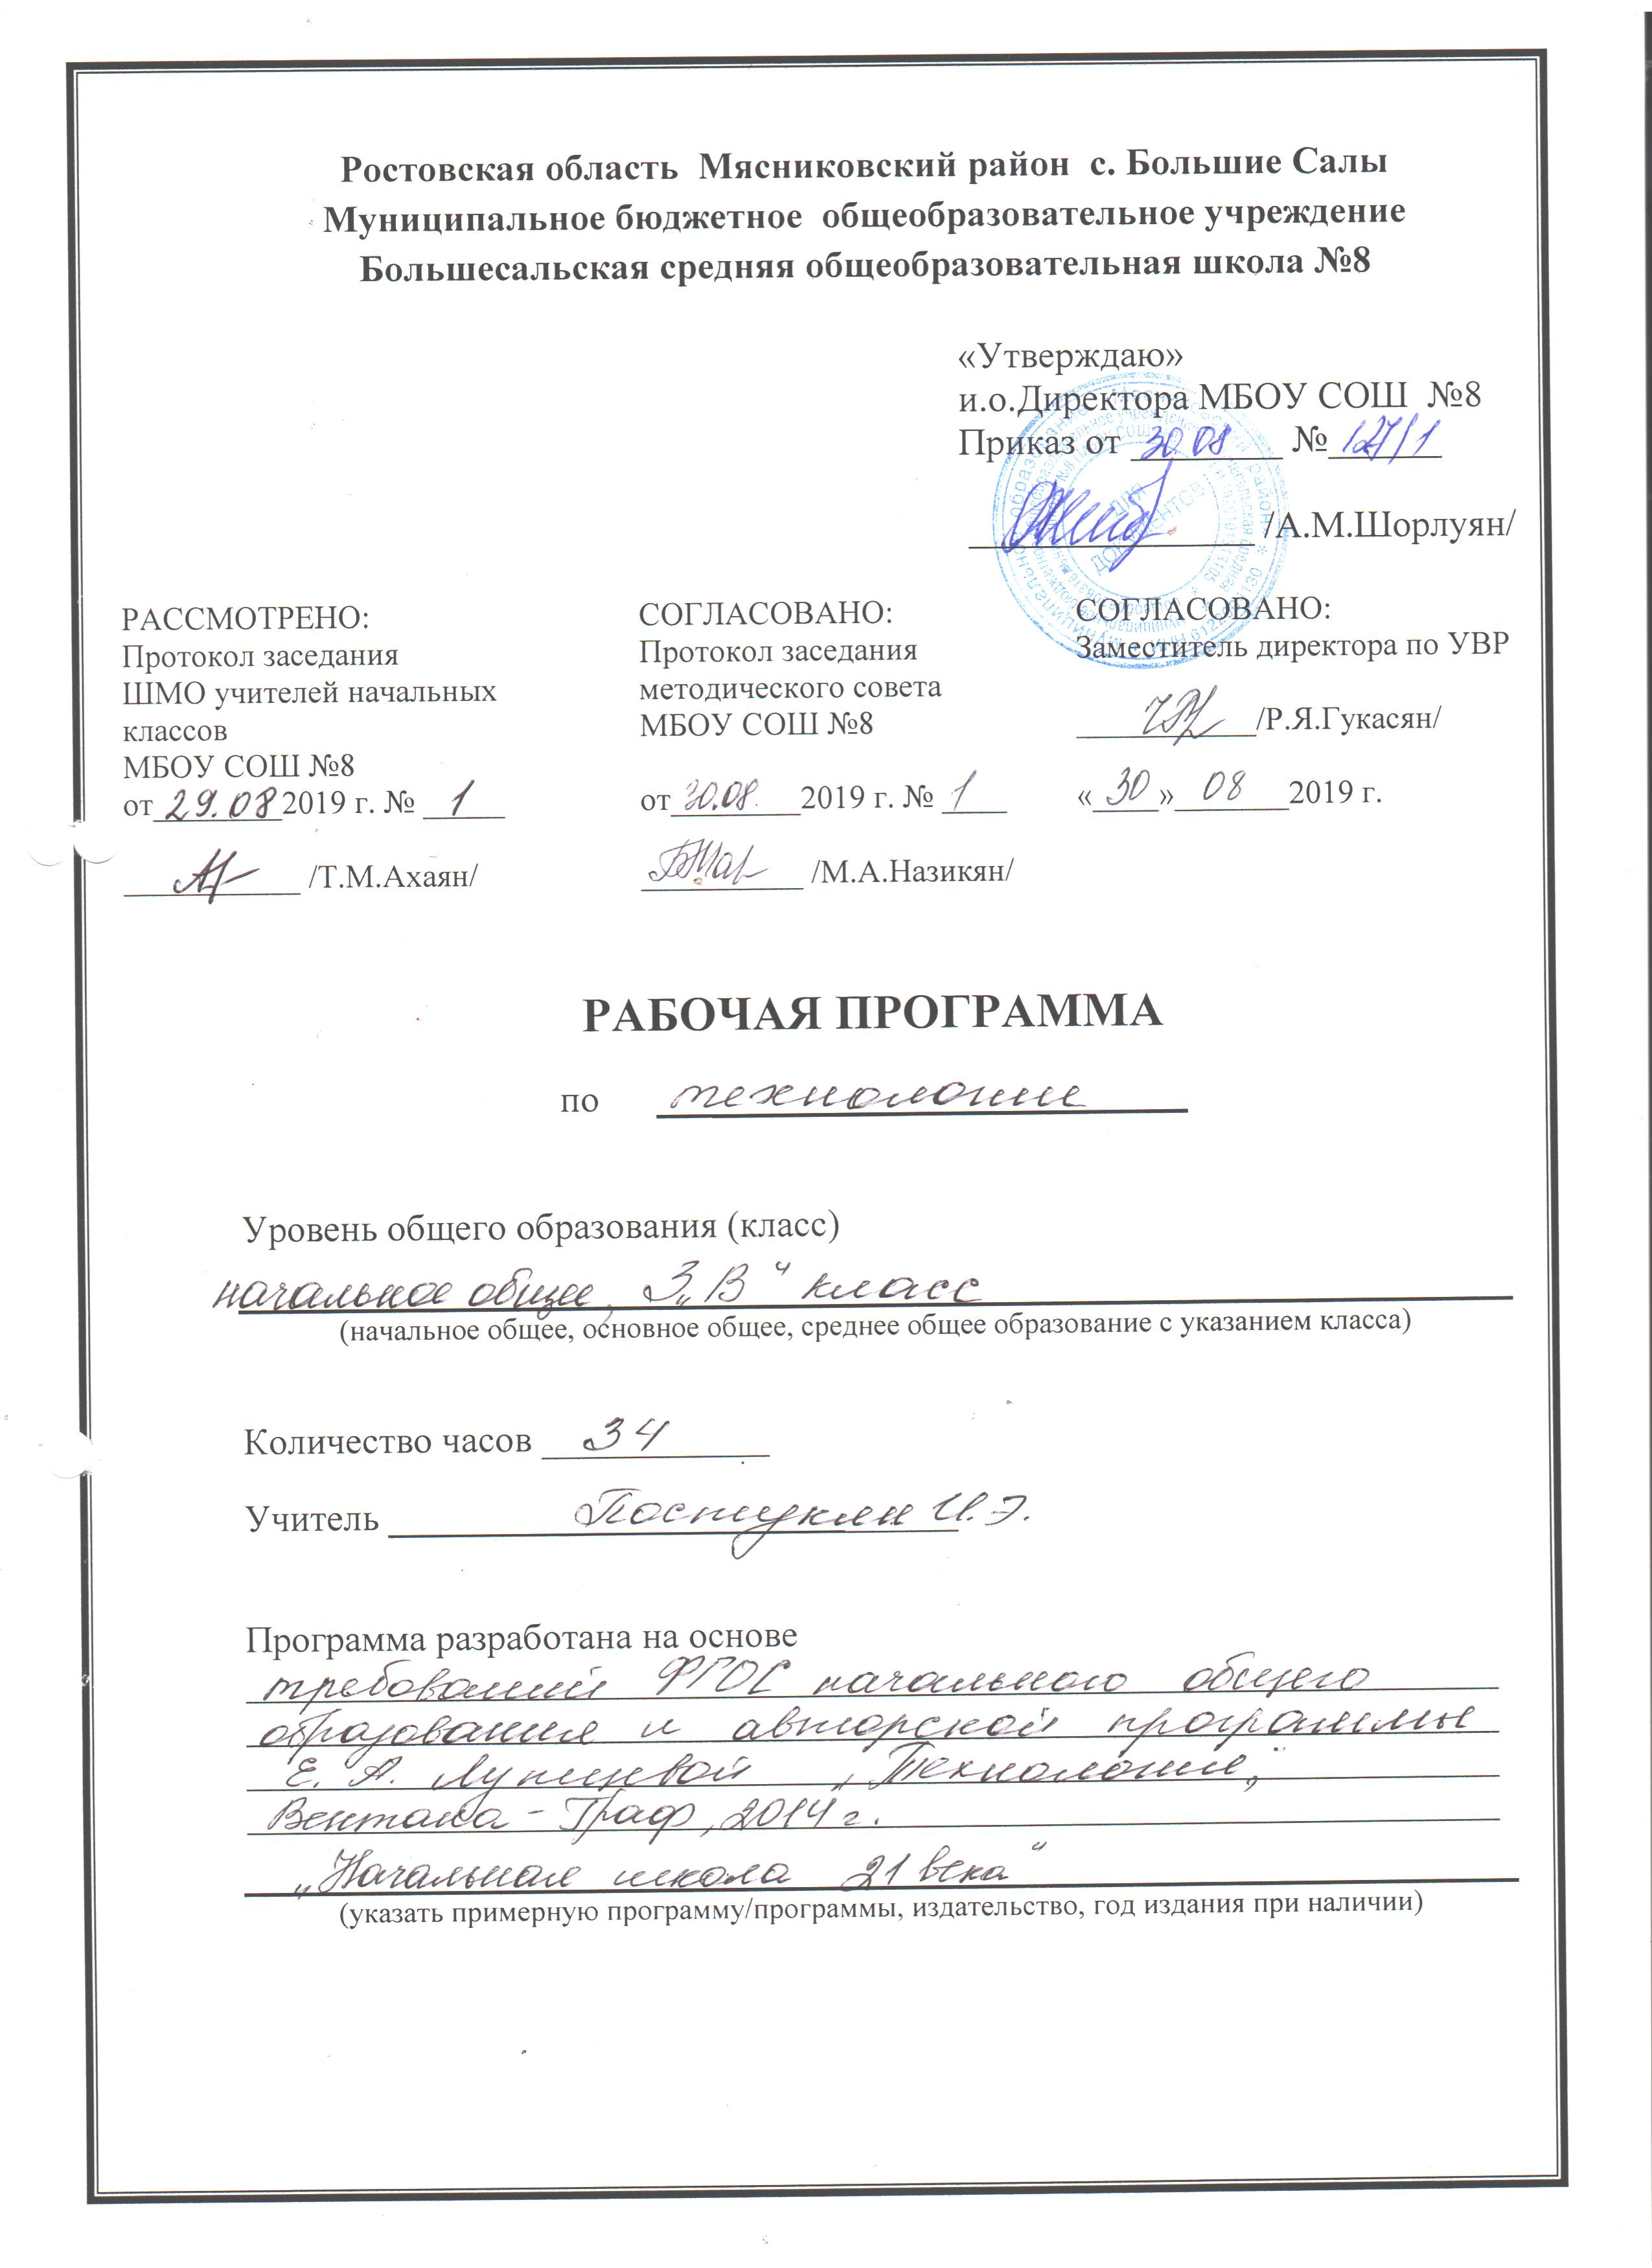 Ростовская область Мясниковский район с. Большие Салы
Муниципальное бюджетное общеобразовательное учреждение
Большесальская средняя общеобразовательная школа №8
«Утверждаю»
и.о.Директора МБОУ СОШ №8
Приказ от 30 08 № 127/1
/А.М.Шорлуян/
ДЛЯ ДОКУМЕНТОВ
РАССМОТРЕНО:
Протокол заседания
ШМО учителей начальных
классов
МБОУ СОШ №8
от 29.08 2019 г. № 1
/Т.М.Ахаян/
СОГЛАСОВАНО:
Протокол заседания
методического совета
МБОУ СОШ №8
от 30.08. 2019 г. № 1
/М.А.Назикян/
СОГЛАСОВАНО:
Заместитель директора по УВР
/Р.Я.Гукасян/
«30» 08 2019 г.
РАБОЧАЯ ПРОГРАММА
по технологии
Уровень общего образования (класс)
начальное общее, 3 „В“ класс
(начальное общее, основное общее, среднее общее образование с указанием класса)
Количество часов 34
Учитель И.Э.
Программа разработана на основе
требований ФГОС начального общего
образования и авторской программы
Е. А. Лутцевой „Технология“,
Вентана-Граф, 2014 г.
„Начальная школа 21 века“
(указать примерную программу/программы, издательство, год издания при наличии)